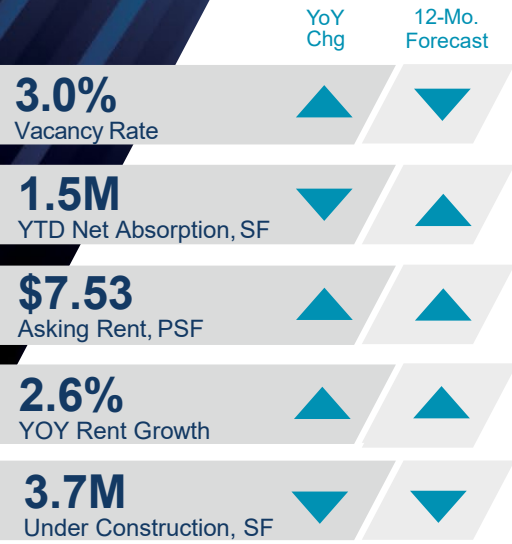 YoY 12-Mo.
Chg Forecast
3.0%
Vacancy Rate
1.5M
YTD Net Absorption, SF
$7.53
Asking Rent, PSF
2.6%
YOY Rent Growth
3.7M
Under Construction, SF